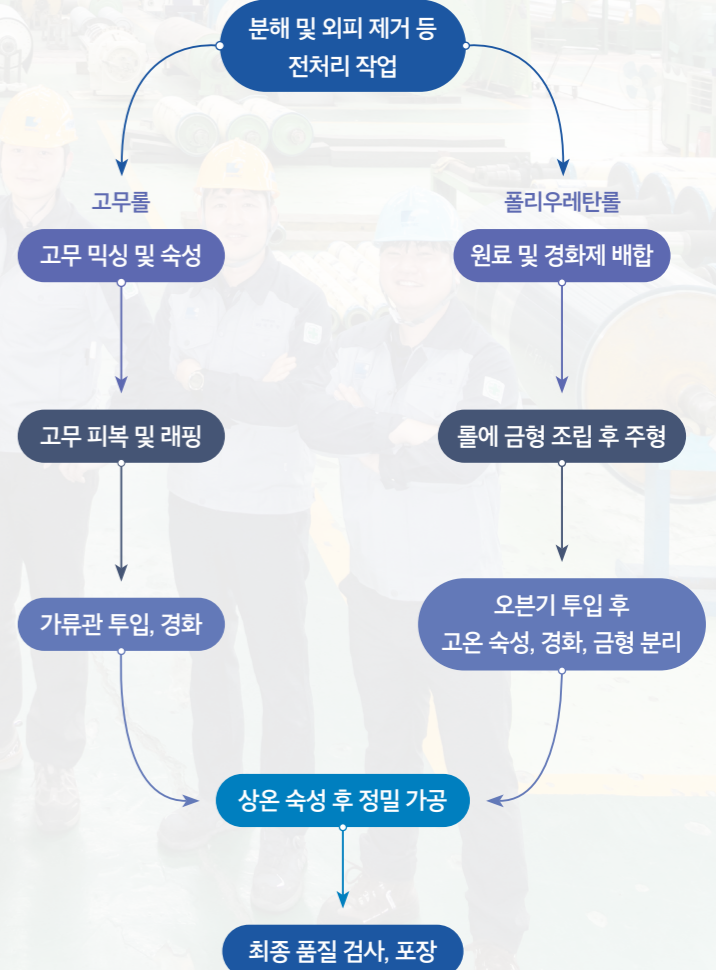 분해 및 외피 제거 등
전처리 작업
고무롤
폴리우레탄롤
고무 믹싱 및 숙성
원료 및 경화제 배합
고무 피복 및 래핑
롤에 금형 조립 후 주형
가류관 투입, 경화
오븐기 투입 후
고온 숙성, 경화, 금형 분리
상온 숙성 후 정밀 가공
최종 품질 검사, 포장